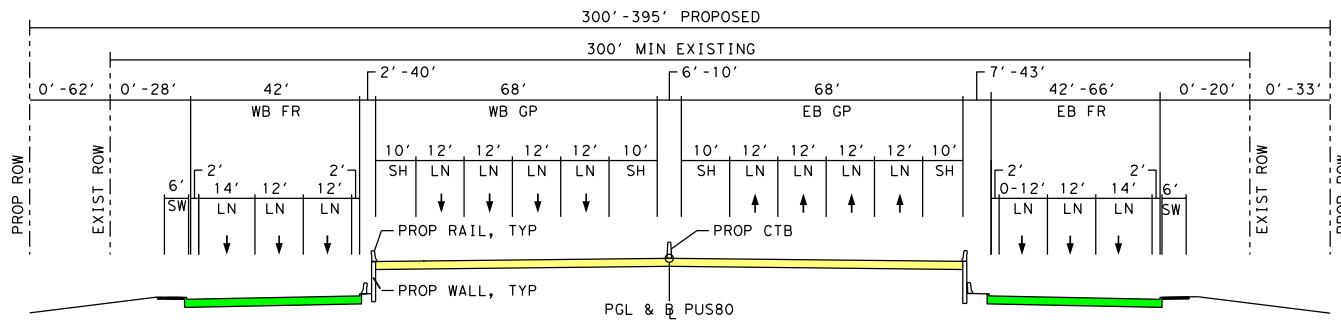 300'-395' PROPOSED
300' MIN EXISTING
2'-40' 6'-10' 7'-43'
0'-62' 0'-28' 42' 68' 68' 42'-66' 0'-20' 0'-33'
WB FR WB GP EB GP EB FR
PROP ROW
EXIST ROW
EXIST ROW
PROP ROW
10' 12' 12' 12' 12' 10' 10' 12' 12' 12' 12' 10'
SH LN LN LN LN SH SH LN LN LN LN SH
2' 2' 2' 2'
6' 14' 12' 12' 0-12' 12' 14' 6'
SW LN LN LN LN LN LN SW
PROP RAIL, TYP PROP CTB
PROP WALL, TYP
PGL & B PUS80